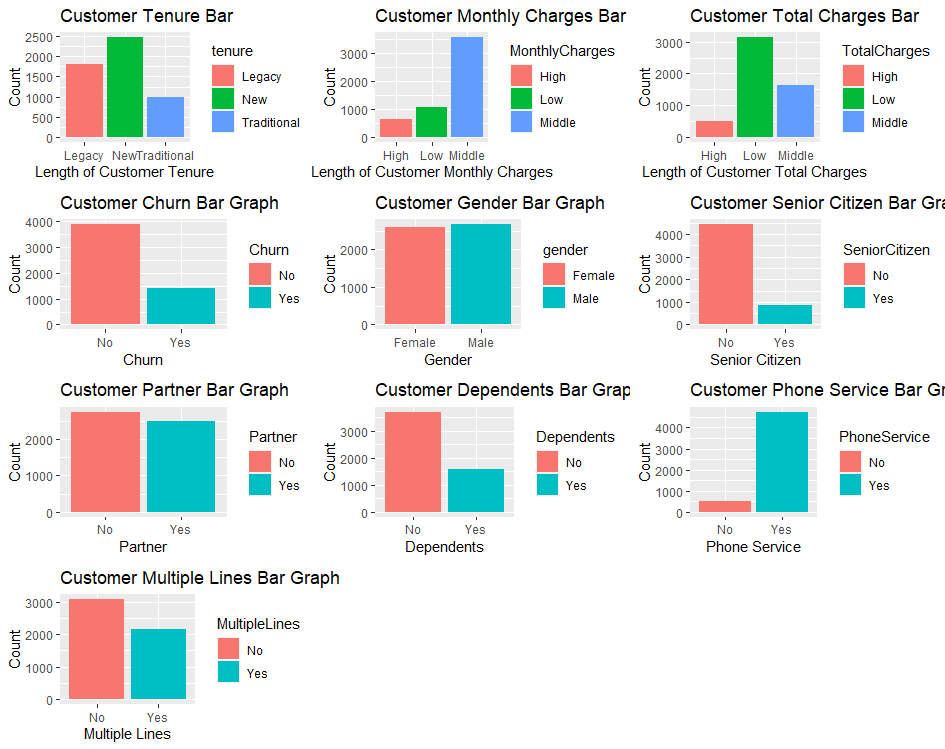 Customer Tenure Bar
Count
2500
2000
1500
1000
500
0
Legacy New Traditional
Length of Customer Tenure
tenure
Legacy
New
Traditional
Customer Monthly Charges Bar
Count
3000
2000
1000
0
High Low Middle
Length of Customer Monthly Charges
MonthlyCharges
High
Low
Middle
Customer Total Charges Bar
Count
3000
2000
1000
0
High Low Middle
Length of Customer Total Charges
TotalCharges
High
Low
Middle
Customer Churn Bar Graph
Count
4000
3000
2000
1000
0
No Yes
Churn
Churn
No
Yes
Customer Gender Bar Graph
Count
2000
1000
0
Female Male
Gender
gender
Female
Male
Customer Senior Citizen Bar Gra
Count
4000
3000
2000
1000
0
No Yes
Senior Citizen
SeniorCitizen
No
Yes
Customer Partner Bar Graph
Count
2000
1000
0
No Yes
Partner
Partner
No
Yes
Customer Dependents Bar Grap
Count
3000
2000
1000
0
No Yes
Dependents
Dependents
No
Yes
Customer Phone Service Bar Gr
Count
4000
3000
2000
1000
0
No Yes
Phone Service
PhoneService
No
Yes
Customer Multiple Lines Bar Graph
Count
3000
2000
1000
0
No Yes
Multiple Lines
MultipleLines
No
Yes